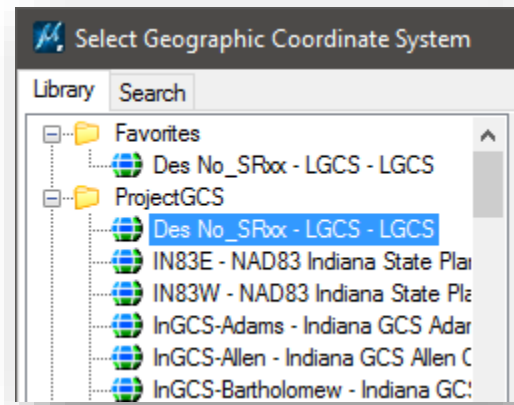 Select Geographic Coordinate System
Library Search
Favorites
Des No_SRxx - LGCS - LGCS
ProjectGCS
Des No_SRxx - LGCS - LGCS
IN83E - NAD83 Indiana State Plan
IN83W - NAD83 Indiana State Pla
InGCS-Adams - Indiana GCS Adar
InGCS-Allen - Indiana GCS Allen C
InGCS-Bartholomew - Indiana GC